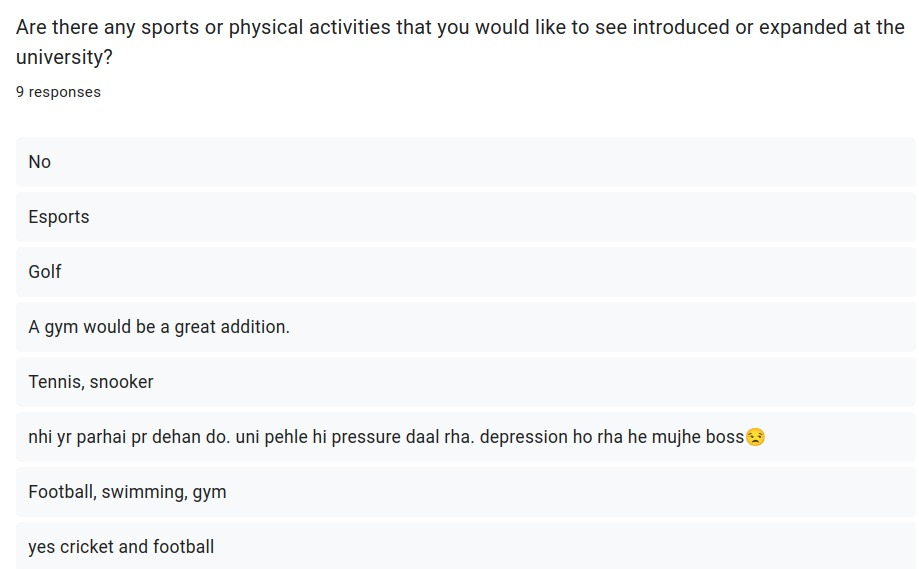 Are there any sports or physical activities that you would like to see introduced or expanded at the
university?
9 responses
No
Esports
Golf
A gym would be a great addition.
Tennis, snooker
nhi yr parhai pr dehan do. uni pehle hi pressure daal rha. depression ho rha he mujhe boss😒
Football, swimming, gym
yes cricket and football